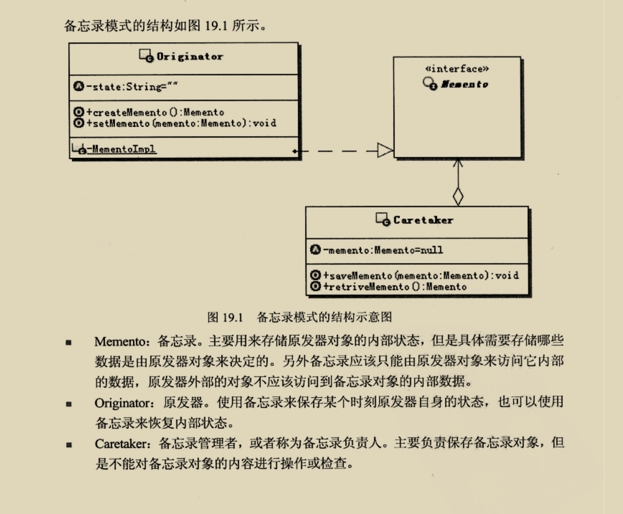 备忘录模式的结构如图 19.1 所示。
Originator
-state:String=""
+createMemento():Memento
+setMemento(memento:Memento):void
-MementoImpl
«interface»
Memento
Caretaker
-memento:Memento=null
+saveMemento(memento:Memento):void
+retriveMemento():Memento
图 19.1 备忘录模式的结构示意图
■ Memento：备忘录。主要用来存储原发器对象的内部状态，但是具体需要存储哪些
数据是由原发器对象来决定的。另外备忘录应该只能由原发器对象来访问它内部
的数据，原发器外部的对象不应该访问到备忘录对象的内部数据。
■ Originator：原发器。使用备忘录来保存某个时刻原发器自身的状态，也可以使用
备忘录来恢复内部状态。
■ Caretaker：备忘录管理者，或者称为备忘录负责人。主要负责保存备忘录对象，但
是不能对备忘录对象的内容进行操作或检查。